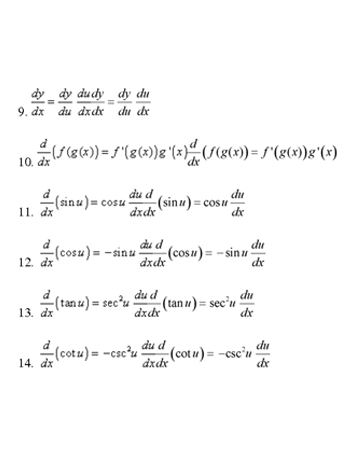 9. dy/dx = dy/du du/dx dy/dx = dy/du du/dx
10. d/dx (f(g(x)) = f'(g(x))g'(x) d/dx (f(g(x)) = f'(g(x))g'(x)
11. d/dx (sin u) = cos u du/dx d/dx (sin u) = cos u du/dx
12. d/dx (cos u) = −sin u du/dx d/dx (cos u) = −sin u du/dx
13. d/dx (tan u) = sec²u du/dx d/dx (tan u) = sec²u du/dx
14. d/dx (cot u) = −csc²u du/dx d/dx (cot u) = −csc²u du/dx